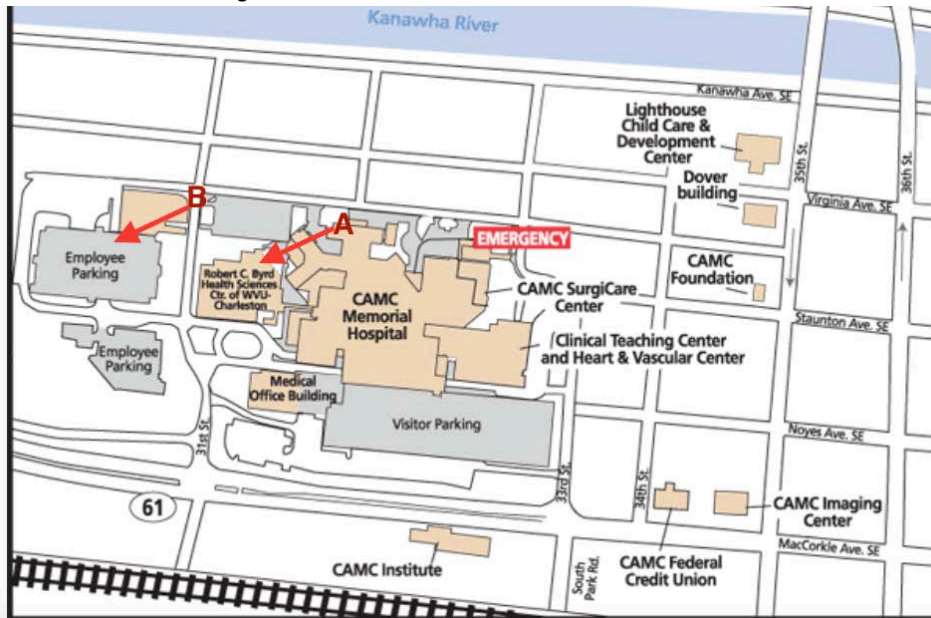 Kanawha River
Kanawha Ave. SE
Lighthouse
Child Care &
Development
Center
35th St.
36th St.
Dover
building
Virginia Ave. SE
B
A
EMERGENCY
Employee
Parking
Robert C. Byrd
Health Sciences
Ctr. of WVU-
Charleston
CAMC
Memorial
Hospital
CAMC SurgiCare
Center
CAMC
Foundation
Staunton Ave. SE
Clinical Teaching Center
and Heart & Vascular Center
Employee
Parking
Medical
Office Building
Visitor Parking
Noyes Ave. SE
31st St.
33rd St.
34th St.
61
CAMC Imaging
Center
MacCorkle Ave. SE
CAMC Institute
South
Park Rd.
CAMC Federal
Credit Union